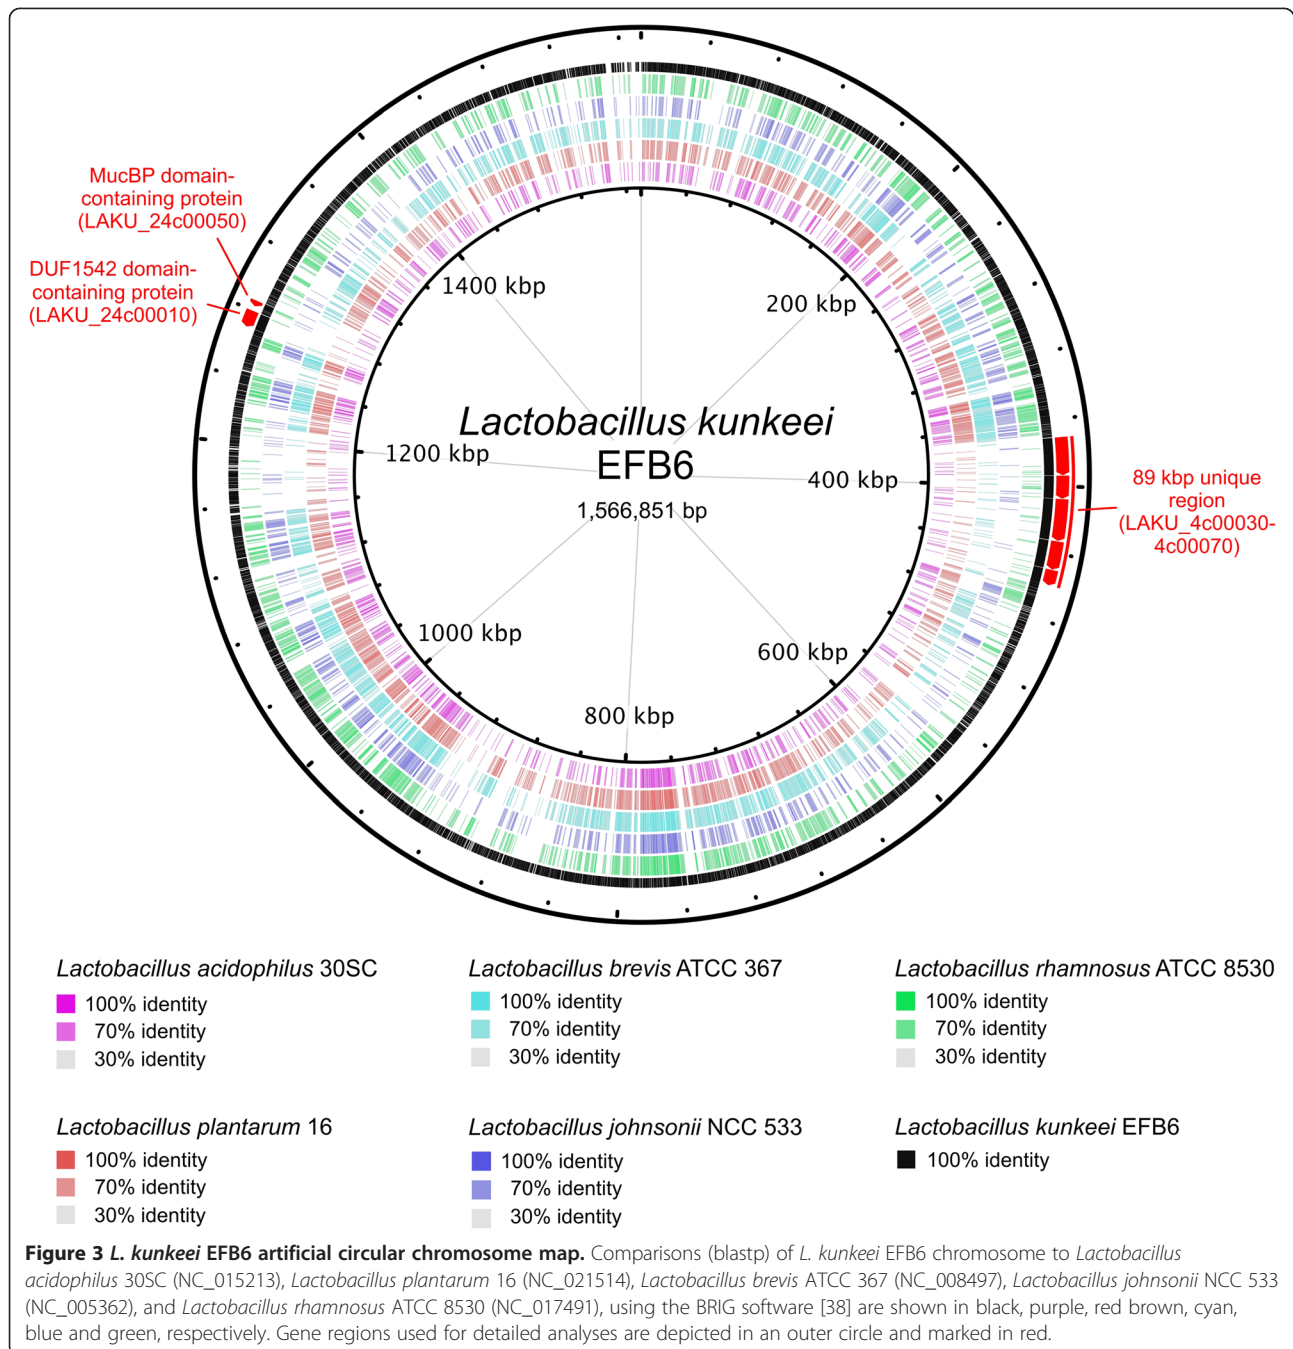 MucBP domain-
containing protein
(LAKU_24c00050)
DUF1542 domain-
containing protein
(LAKU_24c00010)
1400 kbp
200 kbp
Lactobacillus kunkeei
EFB6
1,566,851 bp
1200 kbp
400 kbp
89 kbp unique
region
(LAKU_4c00030-
4c00070)
1000 kbp
600 kbp
800 kbp
Lactobacillus acidophilus 30SC
100% identity
70% identity
30% identity
Lactobacillus brevis ATCC 367
100% identity
70% identity
30% identity
Lactobacillus rhamnosus ATCC 8530
100% identity
70% identity
30% identity
Lactobacillus plantarum 16
100% identity
70% identity
30% identity
Lactobacillus johnsonii NCC 533
100% identity
70% identity
30% identity
Lactobacillus kunkeei EFB6
100% identity
Figure 3 L. kunkeei EFB6 artificial circular chromosome map. Comparisons (blastp) of L. kunkeei EFB6 chromosome to Lactobacillus
acidophilus 30SC (NC_015213), Lactobacillus plantarum 16 (NC_021514), Lactobacillus brevis ATCC 367 (NC_008497), Lactobacillus johnsonii NCC 533
(NC_005362), and Lactobacillus rhamnosus ATCC 8530 (NC_017491), using the BRIG software [38] are shown in black, purple, red brown, cyan,
blue and green, respectively. Gene regions used for detailed analyses are depicted in an outer circle and marked in red.